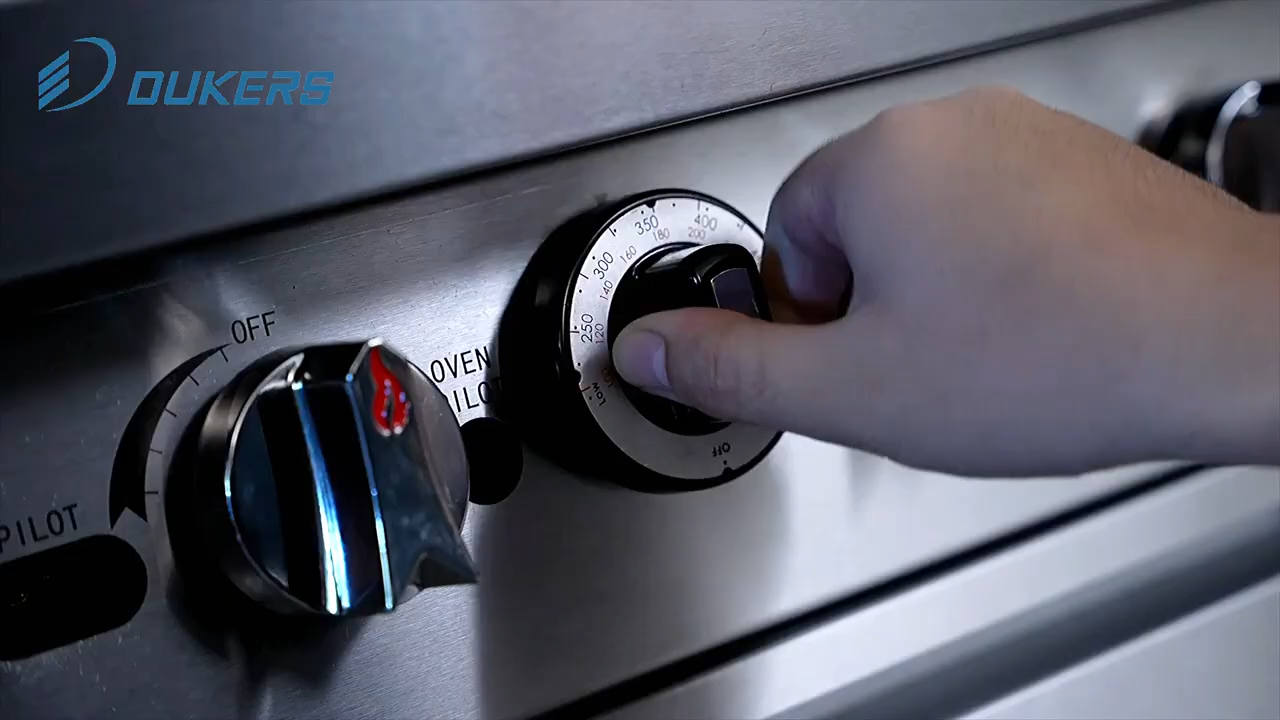 DUKERS
OFF
PILOT
OVEN
PILOT
LOW
250
300
350
400
120
140
160
180
200
OFF